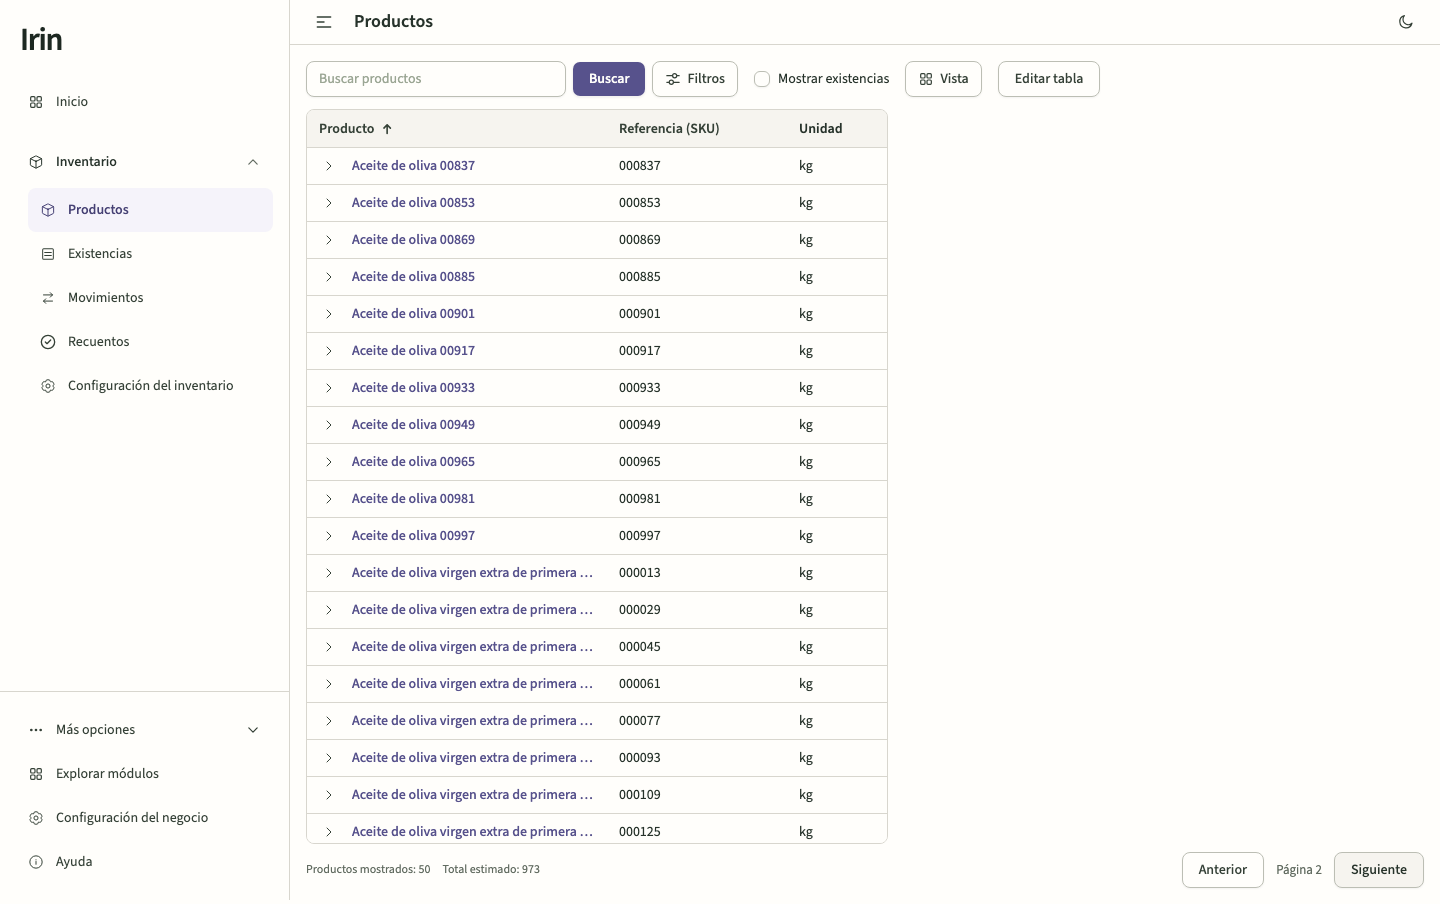 Irin
Productos
Inicio
Inventario
Productos
Existencias
Movimientos
Recuentos
Configuración del inventario
Más opciones
Explorar módulos
Configuración del negocio
Ayuda
Buscar productos Buscar Filtros Mostrar existencias Vista Editar tabla
Producto Referencia (SKU) Unidad
Aceite de oliva 00837 000837 kg
Aceite de oliva 00853 000853 kg
Aceite de oliva 00869 000869 kg
Aceite de oliva 00885 000885 kg
Aceite de oliva 00901 000901 kg
Aceite de oliva 00917 000917 kg
Aceite de oliva 00933 000933 kg
Aceite de oliva 00949 000949 kg
Aceite de oliva 00965 000965 kg
Aceite de oliva 00981 000981 kg
Aceite de oliva 00997 000997 kg
Aceite de oliva virgen extra de primera … 000013 kg
Aceite de oliva virgen extra de primera … 000029 kg
Aceite de oliva virgen extra de primera … 000045 kg
Aceite de oliva virgen extra de primera … 000061 kg
Aceite de oliva virgen extra de primera … 000077 kg
Aceite de oliva virgen extra de primera … 000093 kg
Aceite de oliva virgen extra de primera … 000109 kg
Aceite de oliva virgen extra de primera … 000125 kg
Productos mostrados: 50 Total estimado: 973
Anterior Página 2 Siguiente